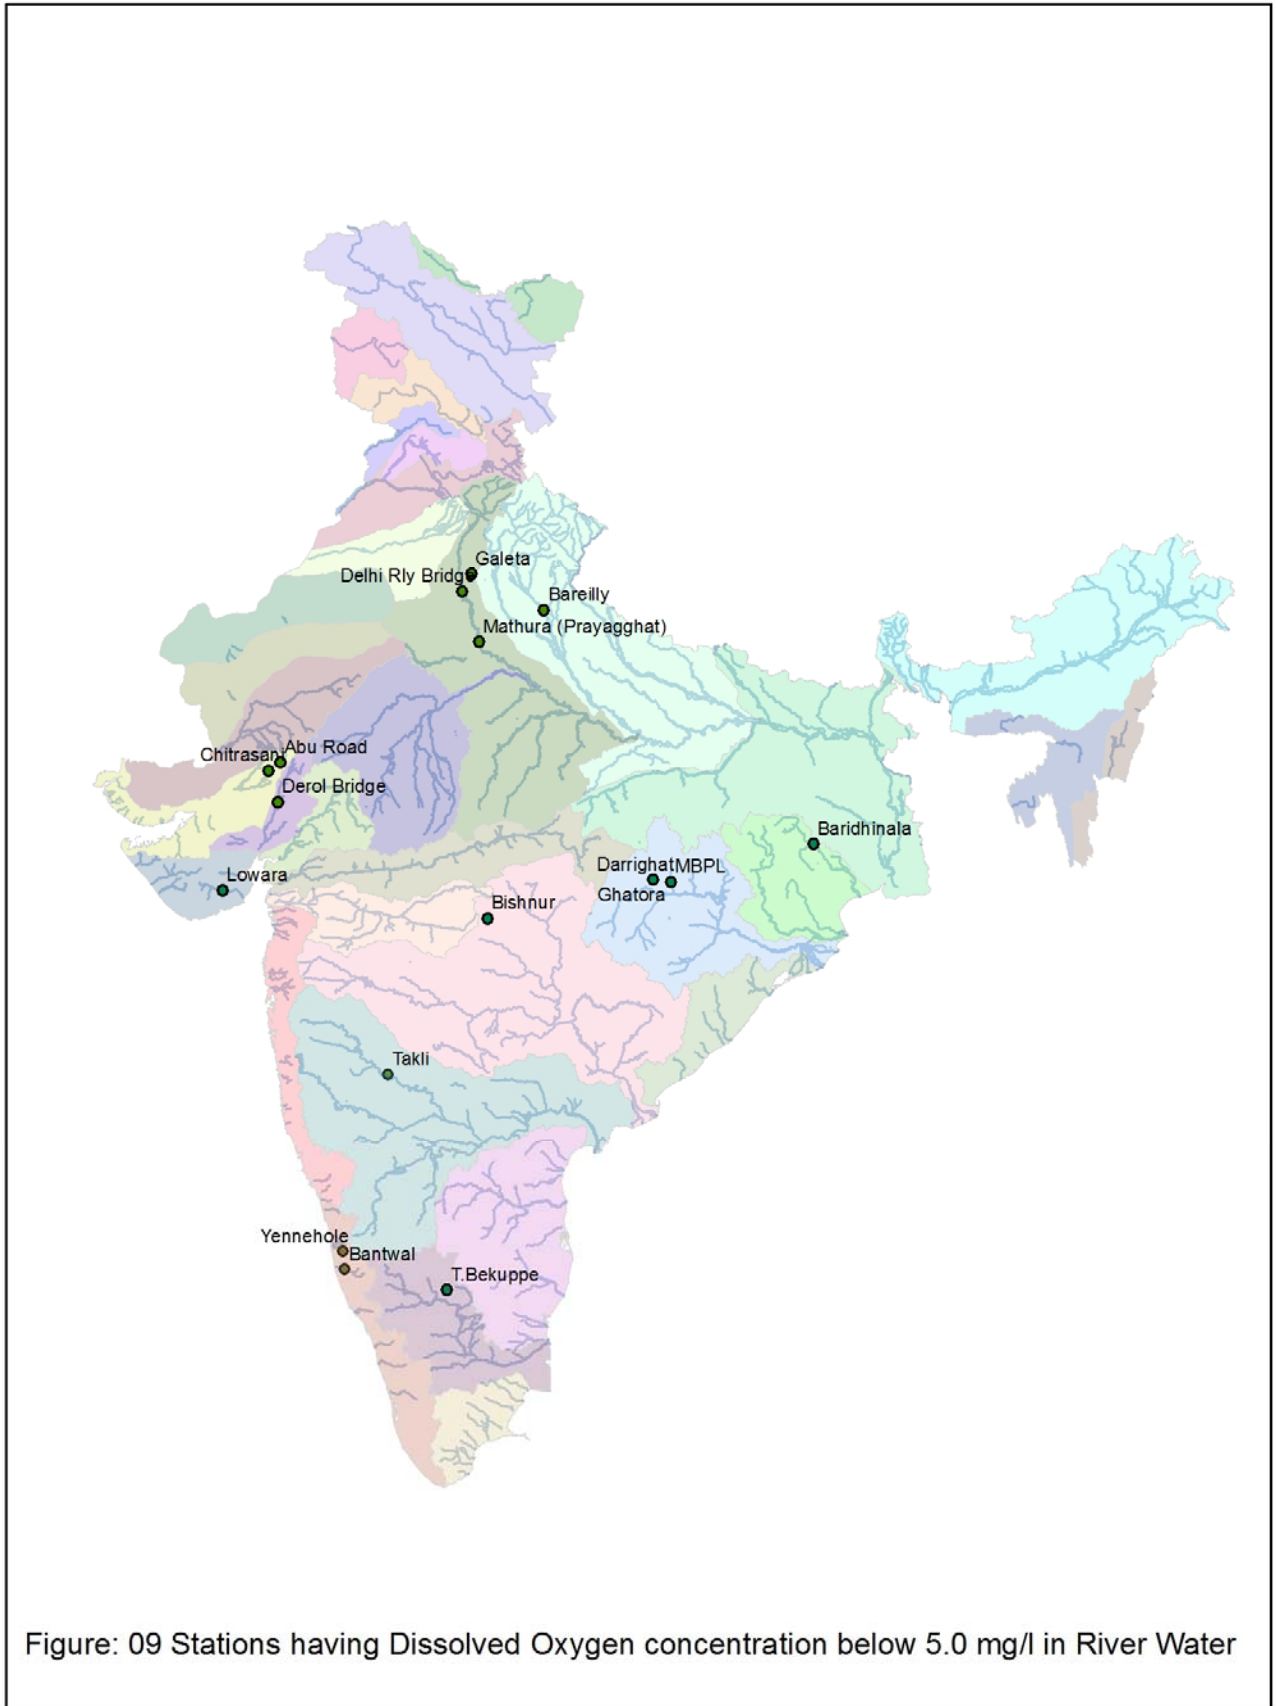 Galeta
Delhi Rly Bridge
Bareilly
Mathura (Prayagghat)
Chitrasani
Abu Road
Derol Bridge
Baridhinala
Darrighat
MBPL
Lowara
Ghatora
Bishnur
Takli
Yennehole
Bantwal
T.Bekuppe
Figure: 09 Stations having Dissolved Oxygen concentration below 5.0 mg/l in River Water